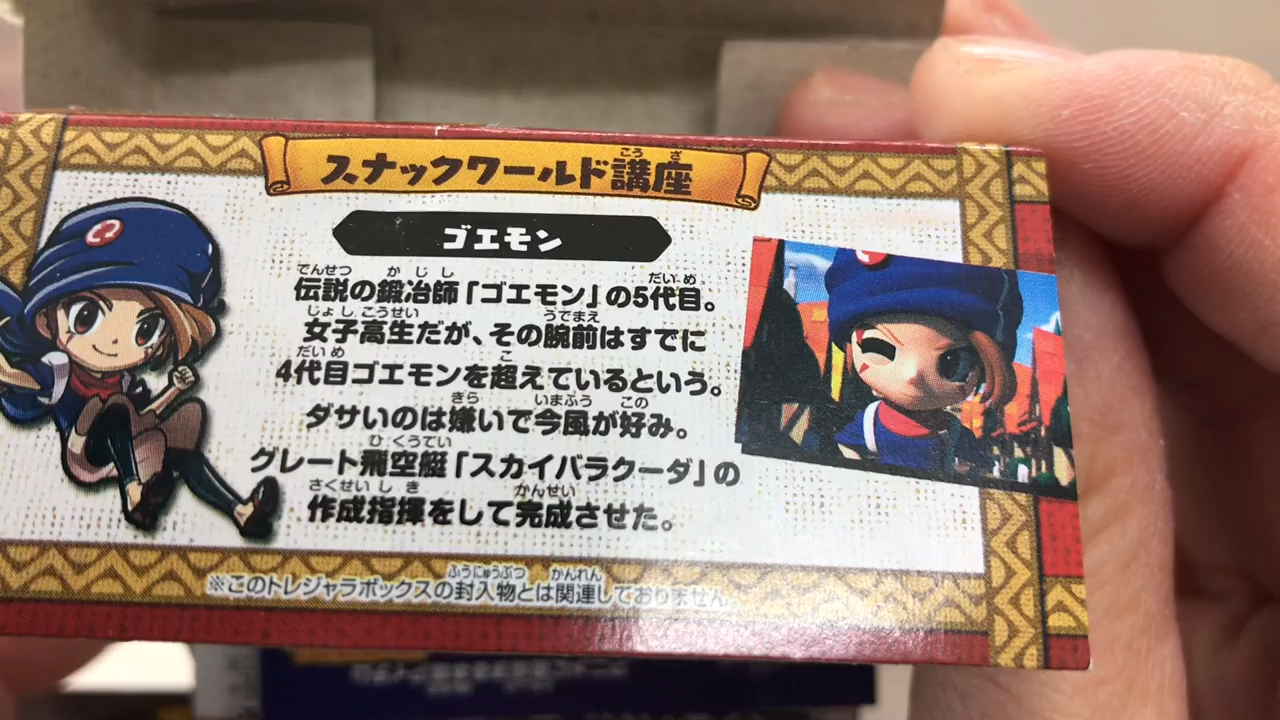 スナックワールド講座
ゴエモン
伝説の鍛冶師「ゴエモン」の5代目。
女子高生だが、その腕前はすでに
4代目ゴエモンを超えているという。
ダサいのは嫌いで今風が好み。
グレート飛空艇「スカイバラクーダ」の
作成指揮をして完成させた。
※このトレジャラボックスの封入物とは関連しておりません。